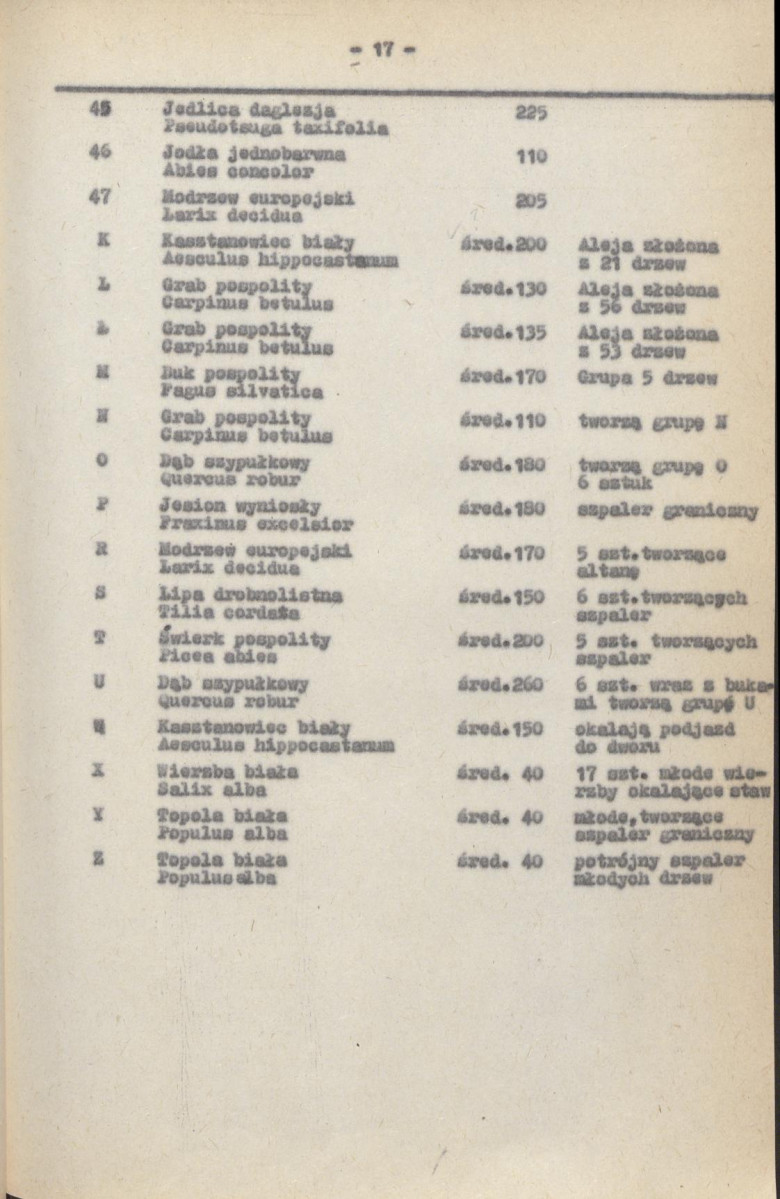 - 17 -
45 Jedlica daglezja 225
Pseudotsuga taxifolia
46 Jodła jednobarwna 110
Abies concolor
47 Modrzew europejski 205
Larix decidua
K Kasztanowiec biały śred.200 Aleja złożona
Aesculus hippocastanum z 21 drzew
L Grab pospolity śred.130 Aleja złożona
Carpinus betulus z 56 drzew
Ł Grab pospolity śred.135 Aleja złożona
Carpinus betulus z 53 drzew
M Buk pospolity śred.170 Grupa 5 drzew
Fagus silvatica
N Grab pospolity śred.110 tworzą grupę N
Carpinus betulus
O Dąb szypułkowy śred.180 tworzą grupę O
Quercus robur 6 sztuk
P Jesion wyniosły śred.180 szpaler graniczny
Fraxinus excelsior
R Modrzew europejski śred.170 5 szt.tworzące
Larix decidua altanę
S Lipa drobnolistna śred.150 6 szt.tworzących
Tilia cordata szpaler
T Świerk pospolity śred.200 5 szt. tworzących
Picea abies szpaler
U Dąb szypułkowy śred.260 6 szt. wraz z buka-
Quercus robur mi tworzą grupę U
W Kasztanowiec biały śred.150 okalają podjazd
Aesculus hippocastanum do dworu
X Wierzba biała śred. 40 17 szt. młode wie-
Salix alba rzby okalające staw
Y Topola biała śred. 40 młode,tworzące
Populus alba szpaler graniczny
Z Topola biała śred. 40 potrójny szpaler
Populus alba młodych drzew